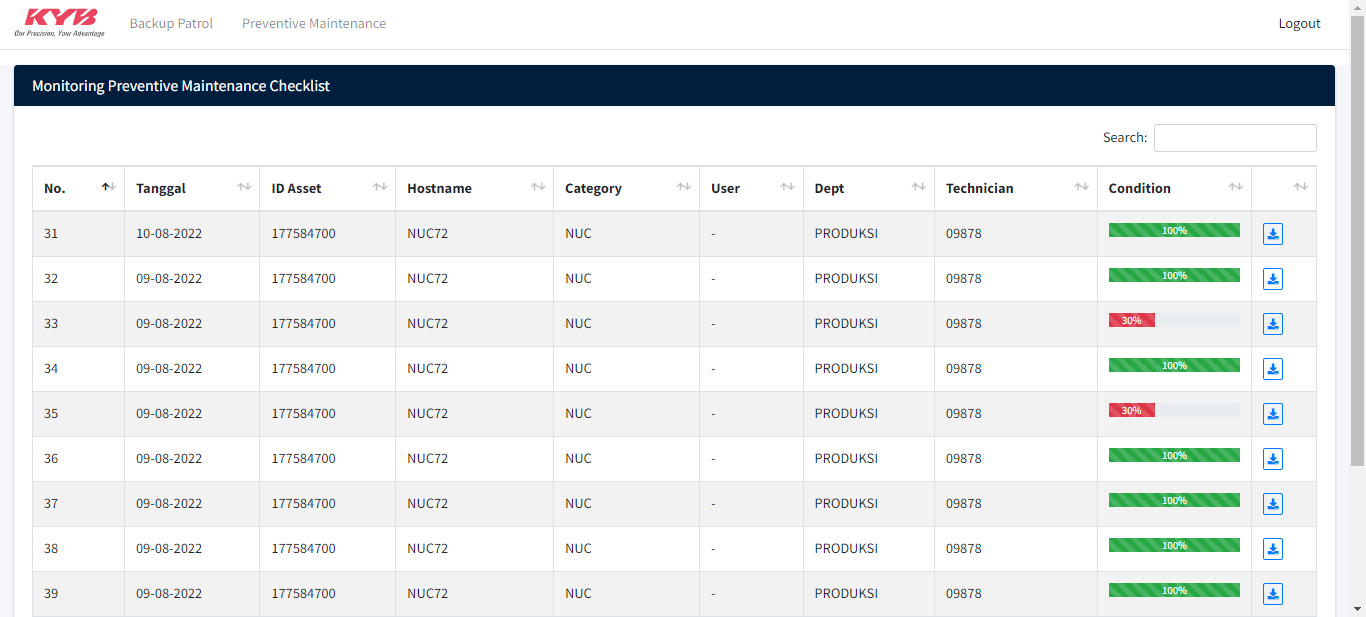 KYB Backup Patrol Preventive Maintenance Logout
Our Precision, Your Advantage
Monitoring Preventive Maintenance Checklist
Search:
No. Tanggal ID Asset Hostname Category User Dept Technician Condition
31 10-08-2022 177584700 NUC72 NUC - PRODUKSI 09878 100%
32 09-08-2022 177584700 NUC72 NUC - PRODUKSI 09878 100%
33 09-08-2022 177584700 NUC72 NUC - PRODUKSI 09878 30%
34 09-08-2022 177584700 NUC72 NUC - PRODUKSI 09878 100%
35 09-08-2022 177584700 NUC72 NUC - PRODUKSI 09878 30%
36 09-08-2022 177584700 NUC72 NUC - PRODUKSI 09878 100%
37 09-08-2022 177584700 NUC72 NUC - PRODUKSI 09878 100%
38 09-08-2022 177584700 NUC72 NUC - PRODUKSI 09878 100%
39 09-08-2022 177584700 NUC72 NUC - PRODUKSI 09878 100%